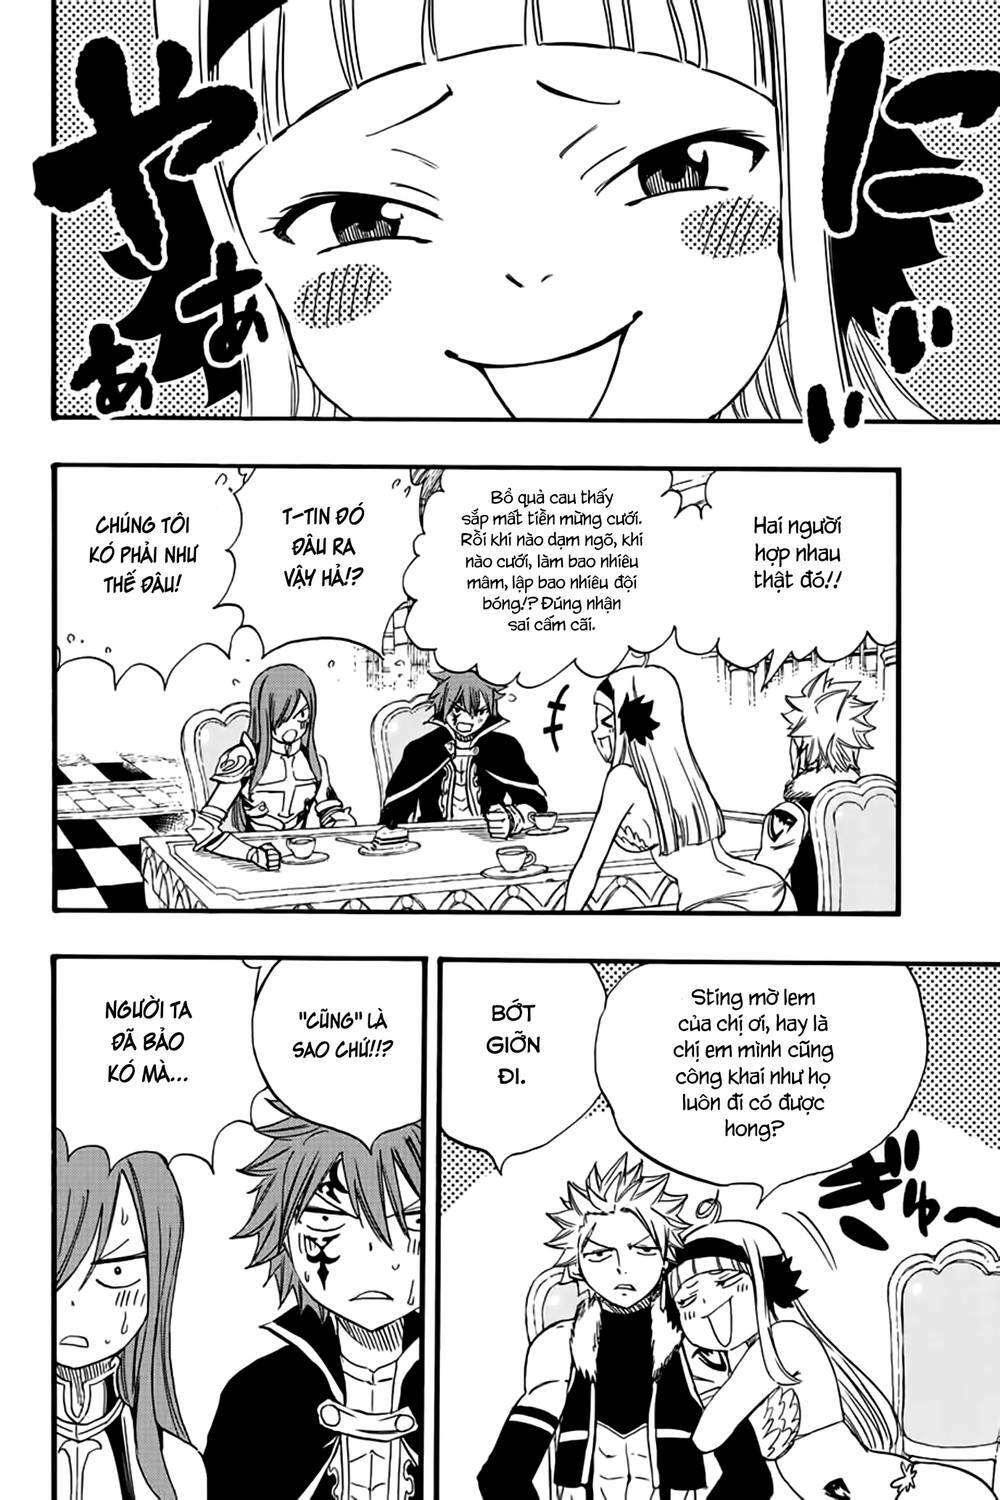 にい
い
やあ
あ
あ
Hai người
hợp nhau
thật đó!!
Bổ quả cau thấy
sắp mất tiền mừng cưới.
Rồi khi nào dạm ngõ, khi
nào cưới, làm bao nhiêu
mâm, lập bao nhiêu đội
bóng!? Đúng nhận
sai cấm cãi.
T-TIN ĐÓ
ĐÂU RA
VẬY HẢ!?
CHÚNG TÔI
KÓ PHẢI NHƯ
THẾ ĐÂU!
Sting mờ lem
của chị ơi, hay là
chị em mình cũng
công khai như họ
luôn đi có được
hong?
ぎゅ〜
BỚT
GIỠN
ĐI.
"CŨNG" LÀ
SAO CHỨ!!?
NGƯỜI TA
ĐÃ BẢO
KÓ MÀ...